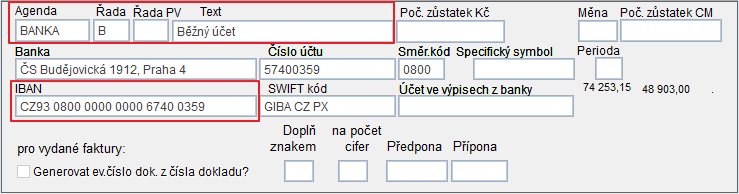 Agenda Řada Řada PV Text Poč. zůstatek Kč Měna Poč. zůstatek CM
BANKA B Běžný účet
Banka Číslo účtu Směr.kód Specifický symbol Perioda
ČS Budějovická 1912, Praha 4 57400359 0800
IBAN SWIFT kód Účet ve výpisech z banky 74 253,15 48 903,00 .
CZ93 0800 0000 0000 6740 0359 GIBA CZ PX
Doplň na počet
pro vydané faktury: znakem cifer Předpona Přípona
Generovat ev.číslo dok. z čísla dokladu?